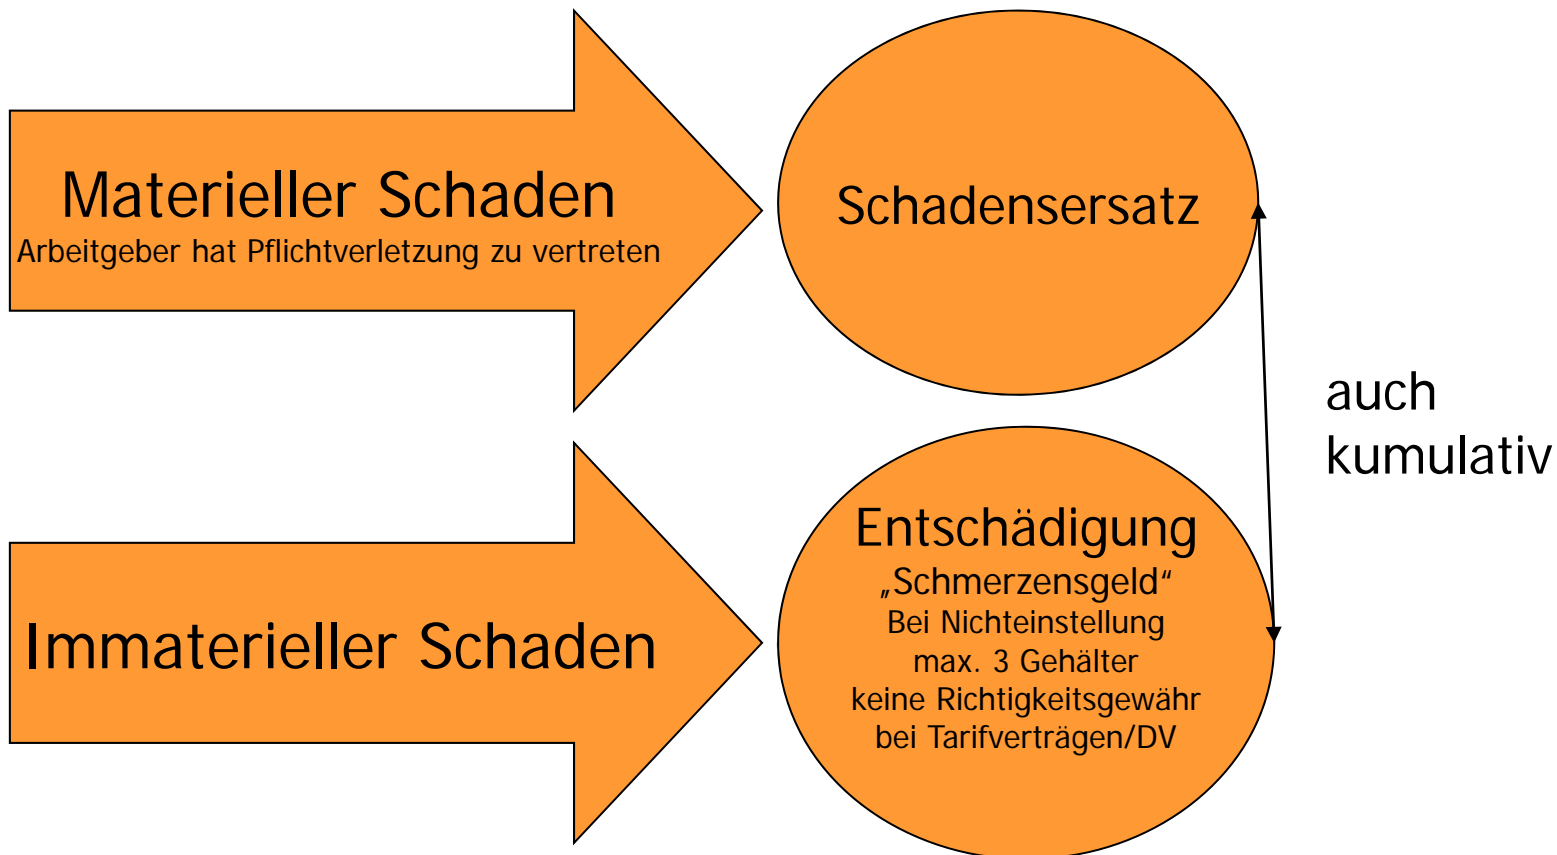 Materieller Schaden
Arbeitgeber hat Pflichtverletzung zu vertreten
Schadensersatz
auch
kumulativ
Immaterieller Schaden
Entschädigung
„Schmerzensgeld“
Bei Nichteinstellung
max. 3 Gehälter
keine Richtigkeitsgewähr
bei Tarifverträgen/DV